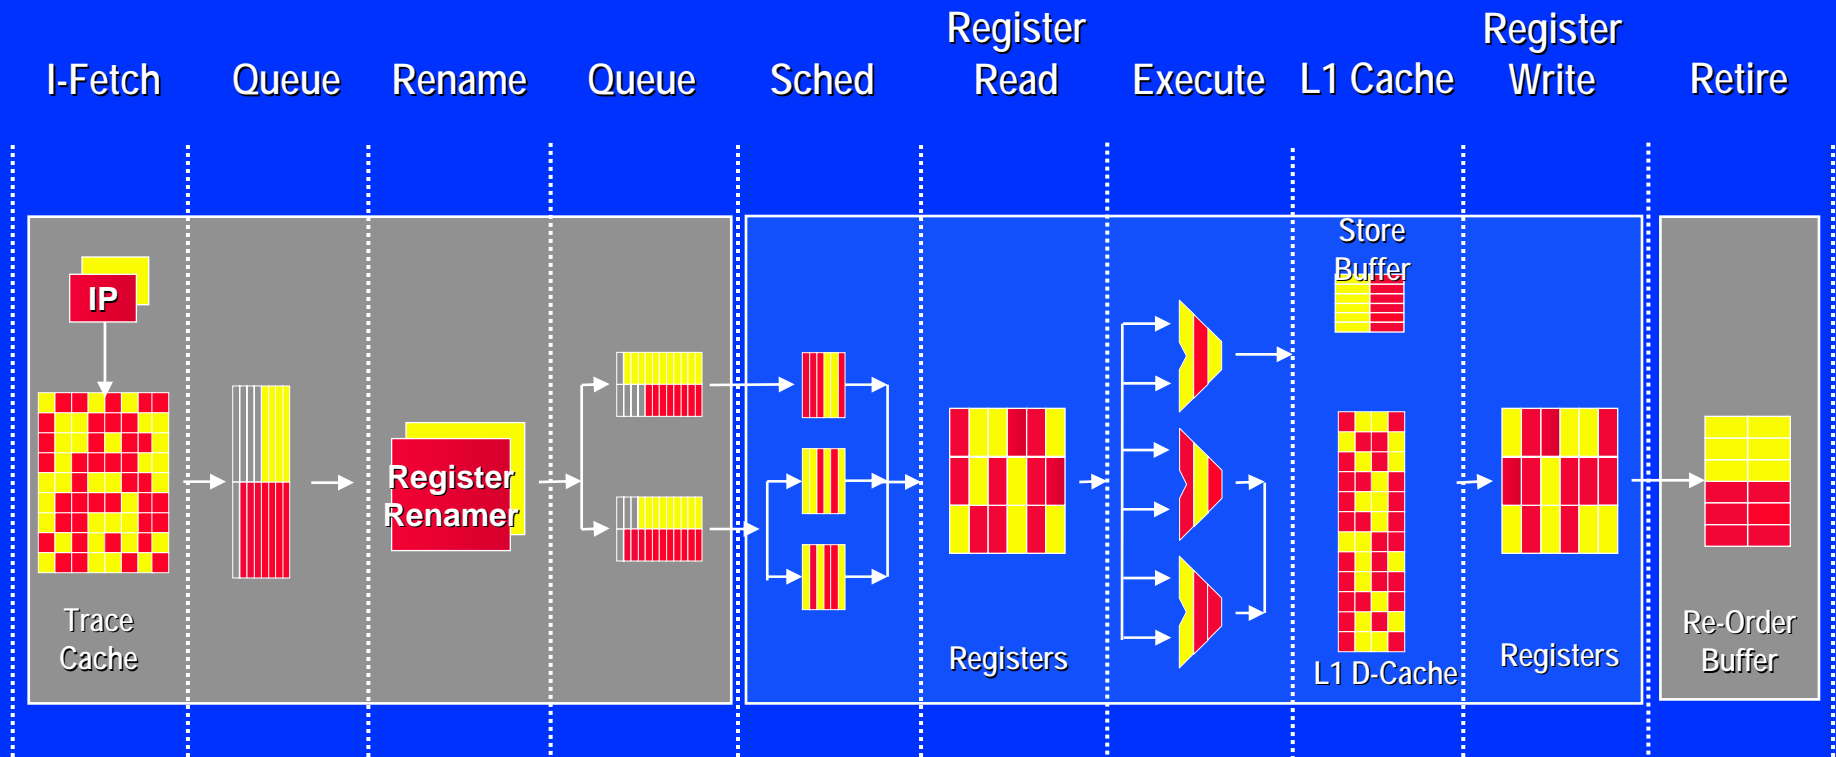 I-Fetch
Queue
Rename
Queue
Sched
Register
Read
Execute
L1 Cache
Register
Write
Retire
IP
Trace
Cache
Register
Renamer
Registers
Store
Buffer
L1 D-Cache
Registers
Re-Order
Buffer